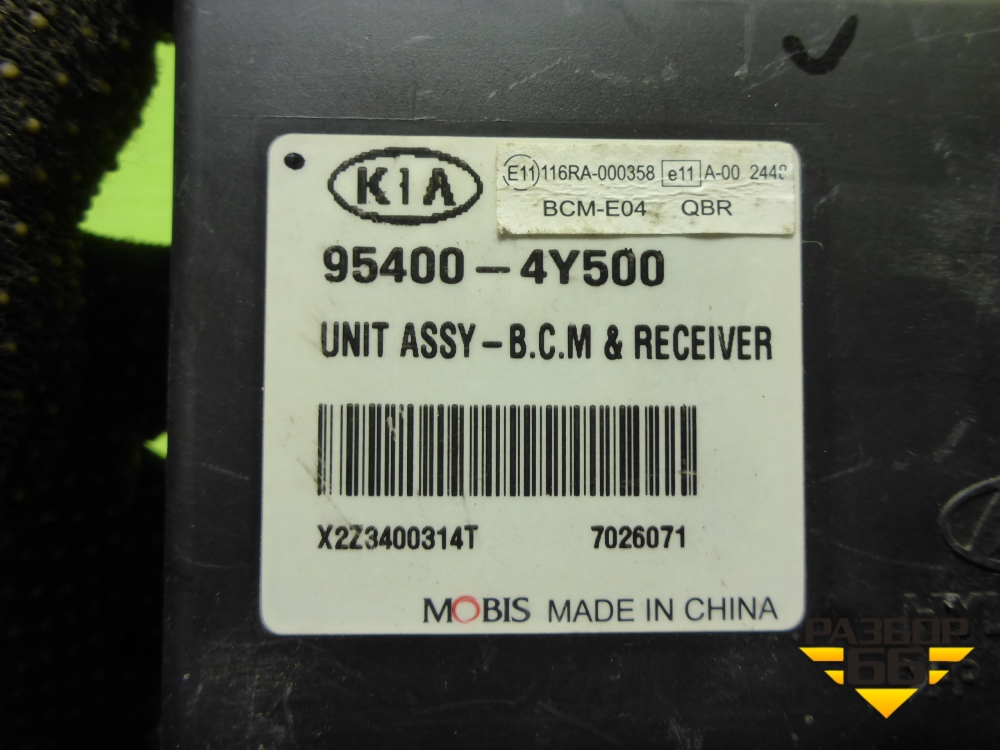 KIA
E11 116RA-000358 e11 A-00 2448
BCM-E04 QBR
95400-4Y500
UNIT ASSY-B.C.M & RECEIVER
X2Z3400314T 7026071
MOBIS MADE IN CHINA
РАЗБОР
66